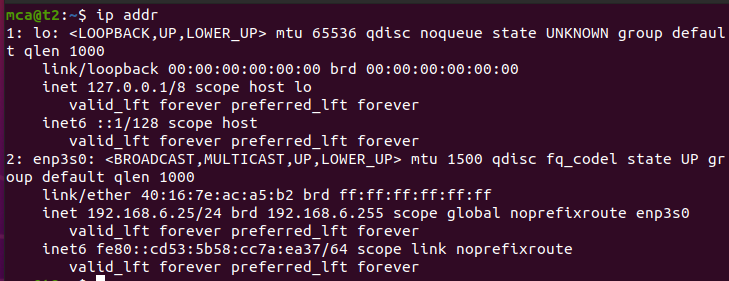 mca@t2:~$ ip addr
1: lo: <LOOPBACK,UP,LOWER_UP> mtu 65536 qdisc noqueue state UNKNOWN group defaul
t qlen 1000
    link/loopback 00:00:00:00:00:00 brd 00:00:00:00:00:00
    inet 127.0.0.1/8 scope host lo
       valid_lft forever preferred_lft forever
    inet6 ::1/128 scope host
       valid_lft forever preferred_lft forever
2: enp3s0: <BROADCAST,MULTICAST,UP,LOWER_UP> mtu 1500 qdisc fq_codel state UP gr
oup default qlen 1000
    link/ether 40:16:7e:ac:a5:b2 brd ff:ff:ff:ff:ff:ff
    inet 192.168.6.25/24 brd 192.168.6.255 scope global noprefixroute enp3s0
       valid_lft forever preferred_lft forever
    inet6 fe80::cd53:5b58:cc7a:ea37/64 scope link noprefixroute
       valid_lft forever preferred_lft forever